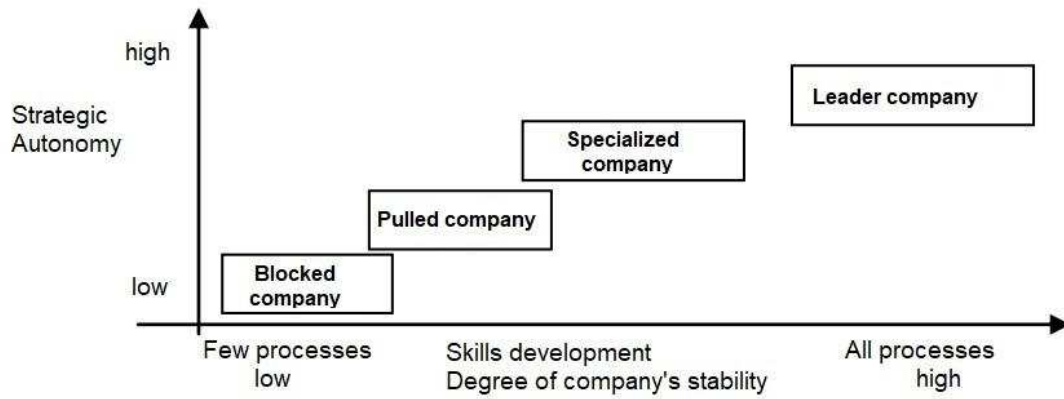 high
Leader company
Strategic
Autonomy
Specialized
company
Pulled company
Blocked
company
low
Few processes
low
Skills development
Degree of company's stability
All processes
high